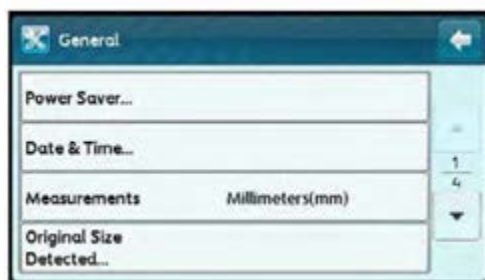 General
Power Saver...
Date & Time...
Measurements Millimeters(mm)
Original Size
Detected...
1
4